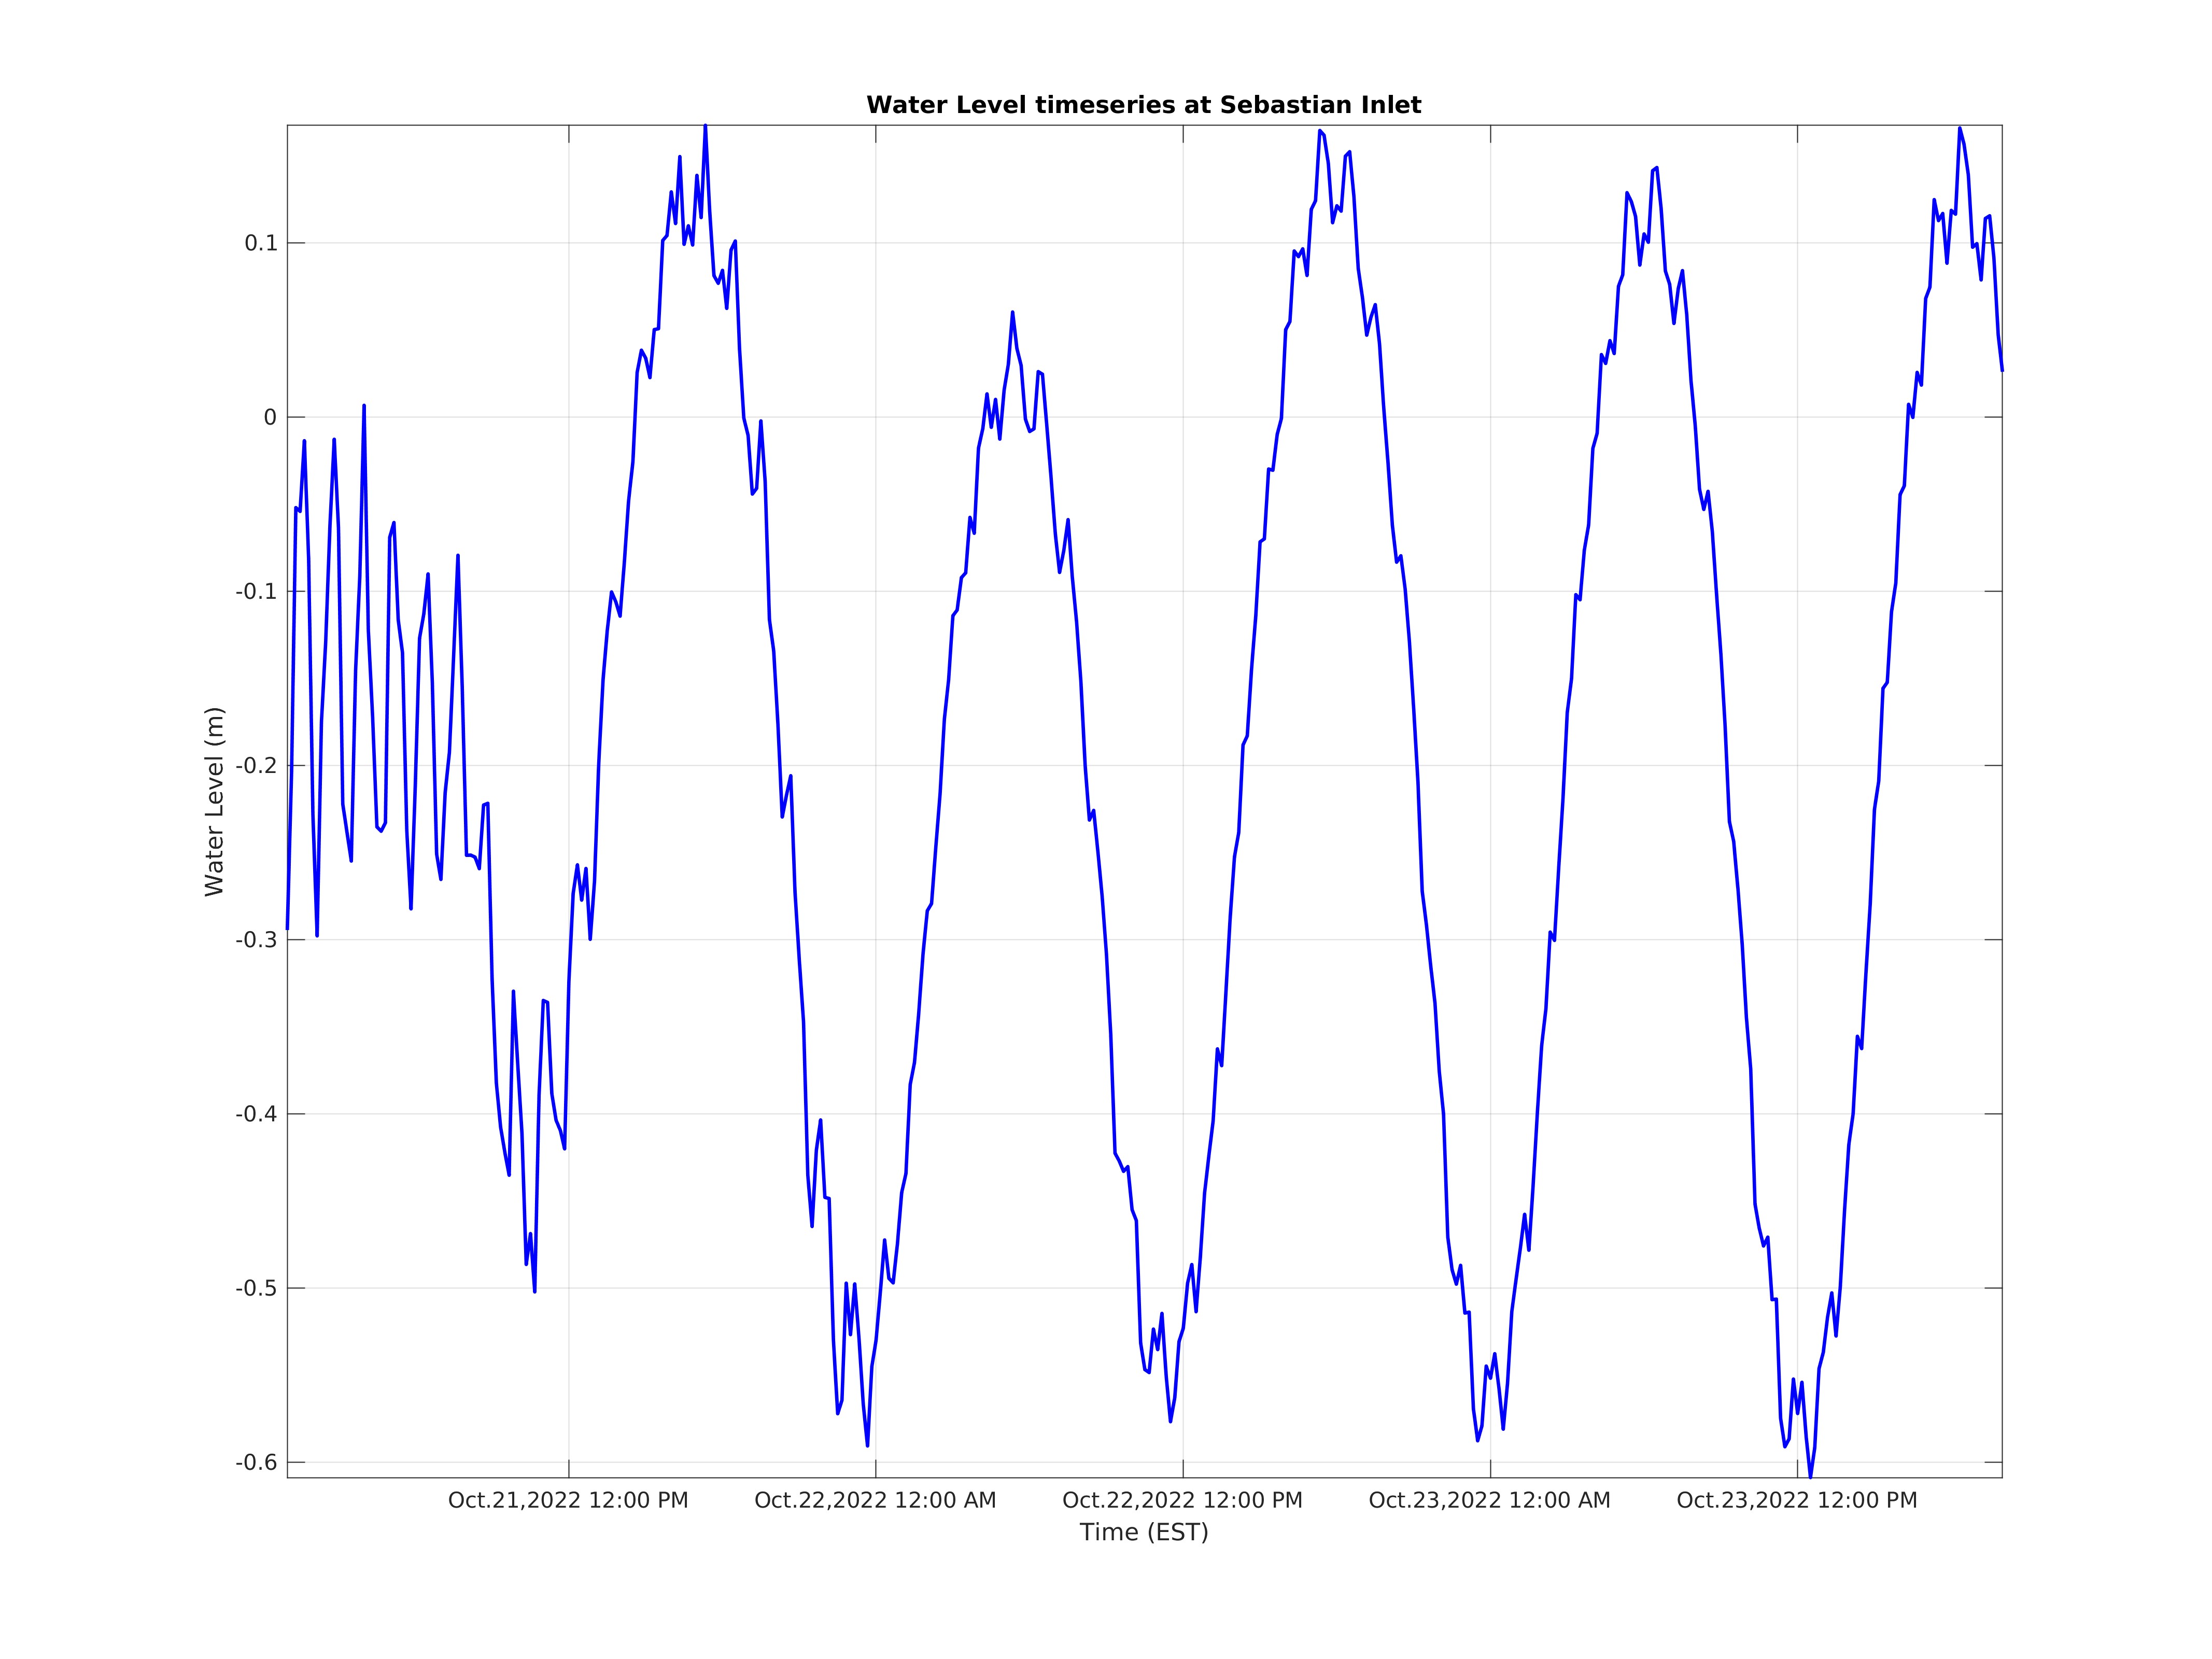 Water Level timeseries at Sebastian Inlet
0.1
0
-0.1
-0.2
-0.3
-0.4
-0.5
-0.6
Water Level (m)
Oct.21,2022 12:00 PM
Oct.22,2022 12:00 AM
Oct.22,2022 12:00 PM
Oct.23,2022 12:00 AM
Oct.23,2022 12:00 PM
Time (EST)